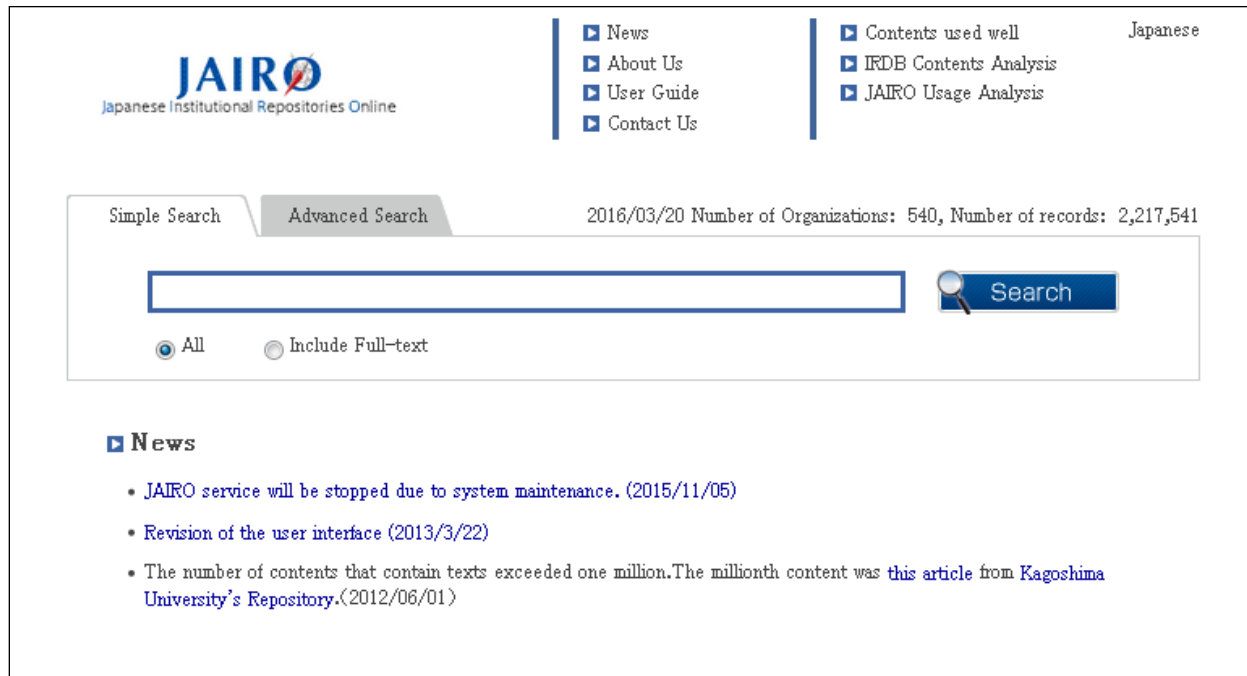 JAIRO
Japanese Institutional Repositories Online
News
About Us
User Guide
Contact Us
Contents used well
IRDB Contents Analysis
JAIRO Usage Analysis
Japanese
Simple Search
Advanced Search
2016/03/20 Number of Organizations: 540, Number of records: 2,217,541
Search
All
Include Full-text
News
JAIRO service will be stopped due to system maintenance. (2015/11/05)
Revision of the user interface (2013/3/22)
The number of contents that contain texts exceeded one million.The millionth content was this article from Kagoshima
University's Repository.(2012/06/01)